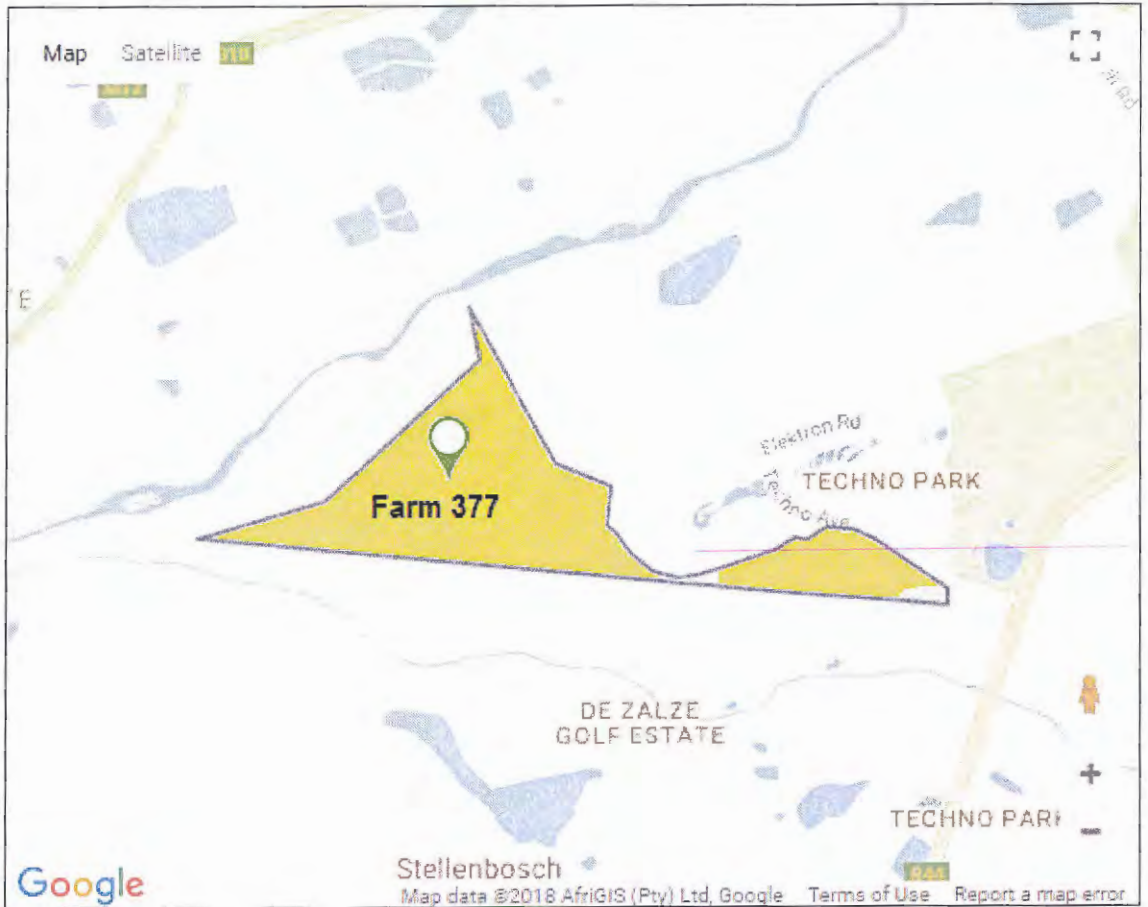 Map Satellite
Elektron Rd
TECHNO PARK
Techno Ave
Farm 377
DE ZALZE
GOLF ESTATE
TECHNO PAR
Stellenbosch
R44
Google
Map data ©2018 AfriGIS (Pty) Ltd, Google Terms of Use Report a map error